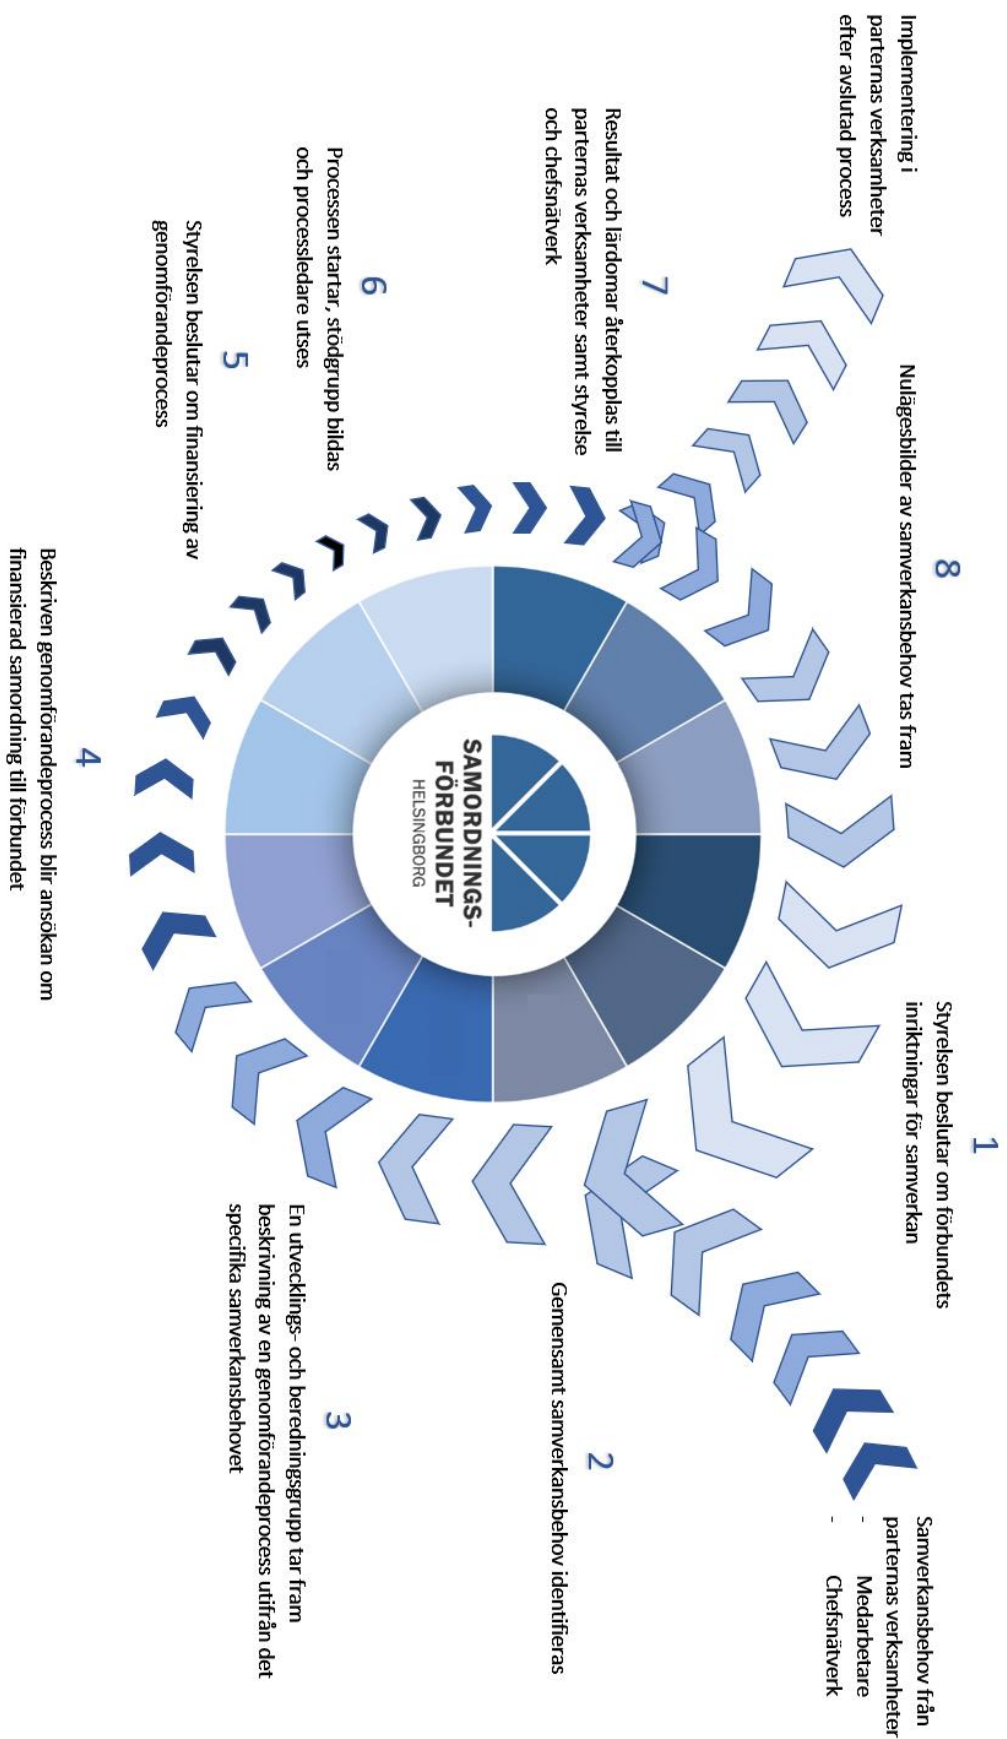 1
Styrelsen beslutar om förbundets
inriktningar för samverkan
Samverkansbehov från
parternas verksamheter
- Medarbetare
- Chefsnätverk
2
Gemensamt samverkansbehov identifieras
3
En utvecklings- och beredningsgrupp tar fram
beskrivning av en genomförandeprocess utifrån det
specifika samverkansbehovet
4
Beskriven genomförandeprocess blir ansökan om
finansierad samordning till förbundet
5
Styrelsen beslutar om finansiering av
genomförandeprocess
6
Processen startar, stödgrupp bildas
och processledare utses
7
Resultat och lärdomar återkopplas till
parternas verksamheter samt styrelse
och chefsnätverk
Implementering i
parternas verksamheter
efter avslutad process
8
Nulägesbilder av samverkansbehov tas fram
SAMORDNINGS-
FÖRBUNDET
HELSINGBORG